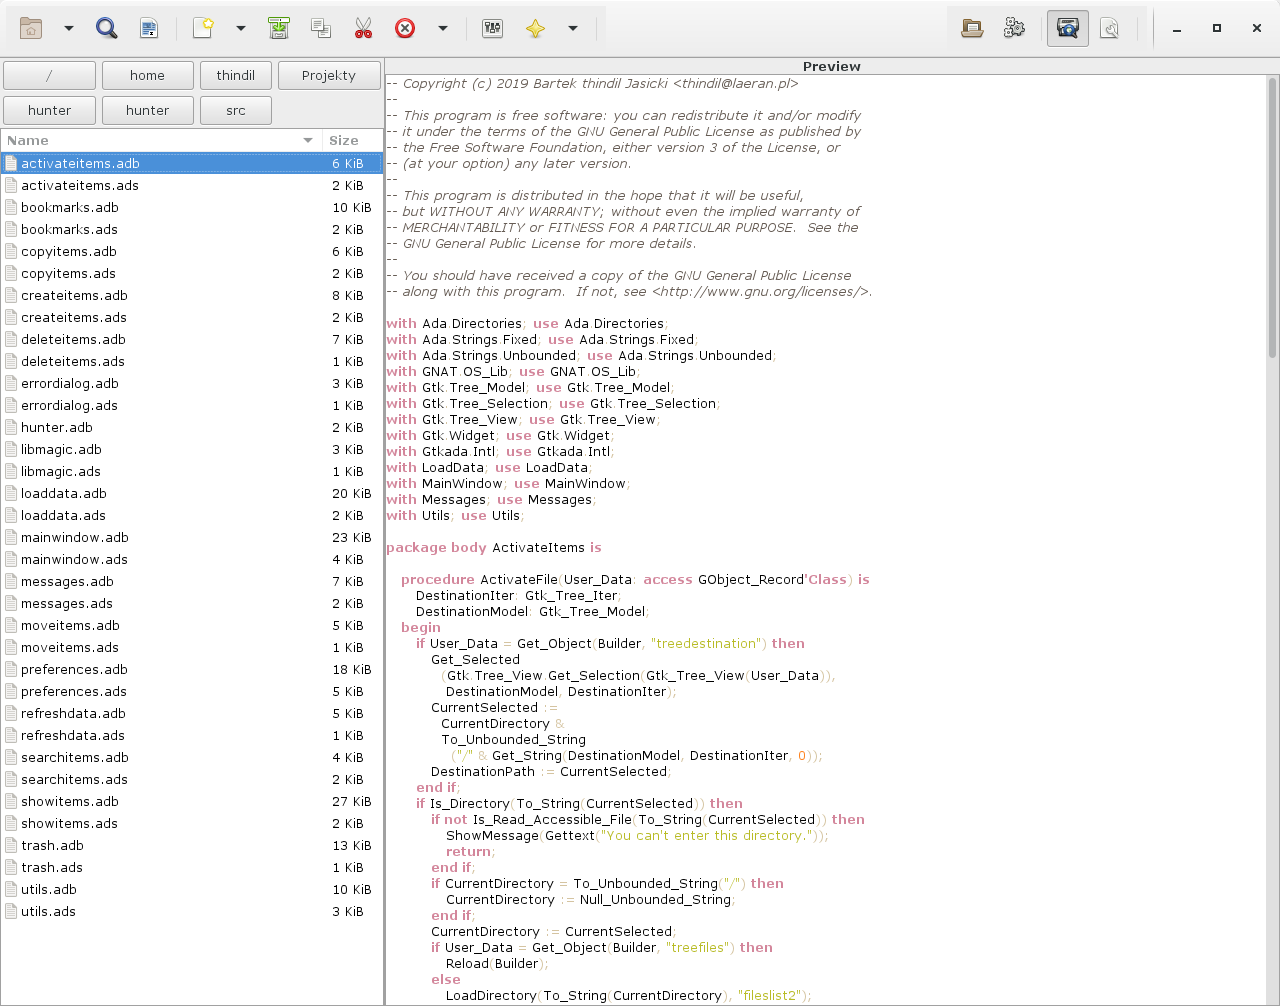 /
home
thindil
Projekty
hunter
hunter
src
Name Size
activateitems.adb 6 KiB
activateitems.ads 2 KiB
bookmarks.adb 10 KiB
bookmarks.ads 2 KiB
copyitems.adb 6 KiB
copyitems.ads 2 KiB
createitems.adb 8 KiB
createitems.ads 2 KiB
deleteitems.adb 7 KiB
deleteitems.ads 1 KiB
errordialog.adb 3 KiB
errordialog.ads 1 KiB
hunter.adb 2 KiB
libmagic.adb 3 KiB
libmagic.ads 1 KiB
loaddata.adb 20 KiB
loaddata.ads 2 KiB
mainwindow.adb 23 KiB
mainwindow.ads 4 KiB
messages.adb 7 KiB
messages.ads 2 KiB
moveitems.adb 5 KiB
moveitems.ads 1 KiB
preferences.adb 18 KiB
preferences.ads 5 KiB
refreshdata.adb 5 KiB
refreshdata.ads 1 KiB
searchitems.adb 4 KiB
searchitems.ads 2 KiB
showitems.adb 27 KiB
showitems.ads 2 KiB
trash.adb 13 KiB
trash.ads 1 KiB
utils.adb 10 KiB
utils.ads 3 KiB
Preview
-- Copyright (c) 2019 Bartek thindil Jasicki <thindil@laeran.pl>
--
-- This program is free software: you can redistribute it and/or modify
-- it under the terms of the GNU General Public License as published by
-- the Free Software Foundation, either version 3 of the License, or
-- (at your option) any later version.
--
-- This program is distributed in the hope that it will be useful,
-- but WITHOUT ANY WARRANTY; without even the implied warranty of
-- MERCHANTABILITY or FITNESS FOR A PARTICULAR PURPOSE.  See the
-- GNU General Public License for more details.
--
-- You should have received a copy of the GNU General Public License
-- along with this program.  If not, see <http://www.gnu.org/licenses/>.
with Ada.Directories; use Ada.Directories;
with Ada.Strings.Fixed; use Ada.Strings.Fixed;
with Ada.Strings.Unbounded; use Ada.Strings.Unbounded;
with GNAT.OS_Lib; use GNAT.OS_Lib;
with Gtk.Tree_Model; use Gtk.Tree_Model;
with Gtk.Tree_Selection; use Gtk.Tree_Selection;
with Gtk.Tree_View; use Gtk.Tree_View;
with Gtk.Widget; use Gtk.Widget;
with Gtkada.Intl; use Gtkada.Intl;
with LoadData; use LoadData;
with MainWindow; use MainWindow;
with Messages; use Messages;
with Utils; use Utils;
package body ActivateItems is
procedure ActivateFile(User_Data: access GObject_Record'Class) is
DestinationIter: Gtk_Tree_Iter;
DestinationModel: Gtk_Tree_Model;
begin
if User_Data = Get_Object(Builder, "treedestination") then
Get_Selected
(Gtk.Tree_View.Get_Selection(Gtk_Tree_View(User_Data)),
DestinationModel, DestinationIter);
CurrentSelected :=
CurrentDirectory &
To_Unbounded_String
("/" & Get_String(DestinationModel, DestinationIter, 0));
DestinationPath := CurrentSelected;
end if;
if Is_Directory(To_String(CurrentSelected)) then
if not Is_Read_Accessible_File(To_String(CurrentSelected)) then
ShowMessage(Gettext("You can't enter this directory."));
return;
end if;
if CurrentDirectory = To_Unbounded_String("/") then
CurrentDirectory := Null_Unbounded_String;
end if;
CurrentDirectory := CurrentSelected;
if User_Data = Get_Object(Builder, "treefiles") then
Reload(Builder);
else
LoadDirectory(To_String(CurrentDirectory), "fileslist2");